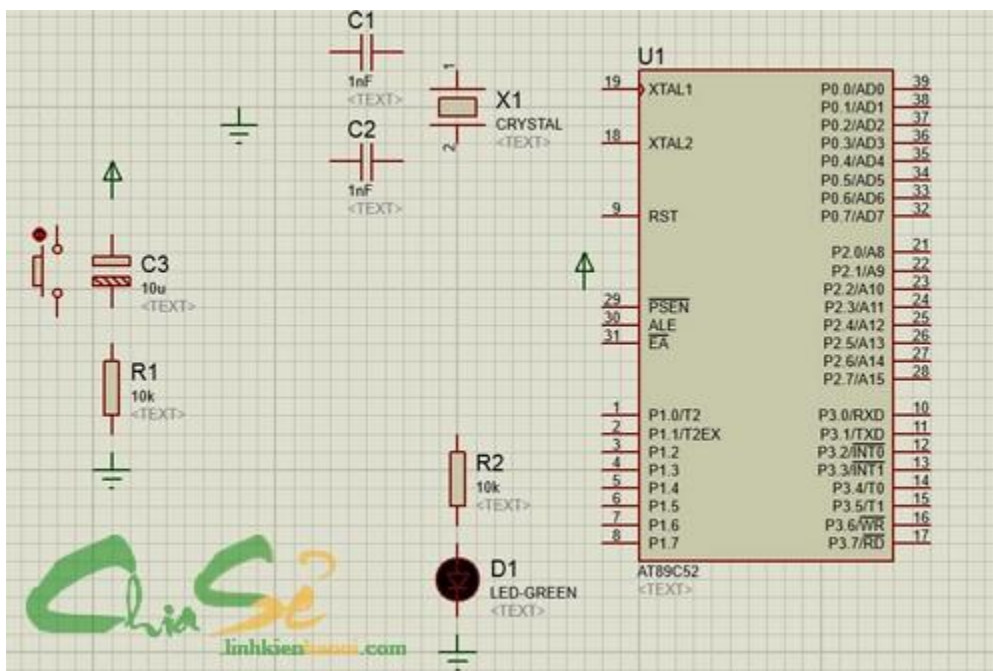 C1
1nF
<TEXT>
C2
1nF
<TEXT>
1
X1
CRYSTAL
<TEXT>
2
C3
10u
<TEXT>
R1
10k
<TEXT>
R2
10k
<TEXT>
D1
LED-GREEN
<TEXT>
U1
19 XTAL1 P0.0/AD0 39
P0.1/AD1 38
P0.2/AD2 37
18 XTAL2 P0.3/AD3 36
P0.4/AD4 35
P0.5/AD5 34
P0.6/AD6 33
9 RST P0.7/AD7 32
P2.0/A8 21
P2.1/A9 22
P2.2/A10 23
29 PSEN P2.3/A11 24
30 ALE P2.4/A12 25
31 EA P2.5/A13 26
P2.6/A14 27
P2.7/A15 28
1 P1.0/T2 P3.0/RXD 10
2 P1.1/T2EX P3.1/TXD 11
3 P1.2 P3.2/INT0 12
4 P1.3 P3.3/INT1 13
5 P1.4 P3.4/T0 14
6 P1.5 P3.5/T1 15
7 P1.6 P3.6/WR 16
8 P1.7 P3.7/RD 17
AT89C52
<TEXT>
Chia Sẻ